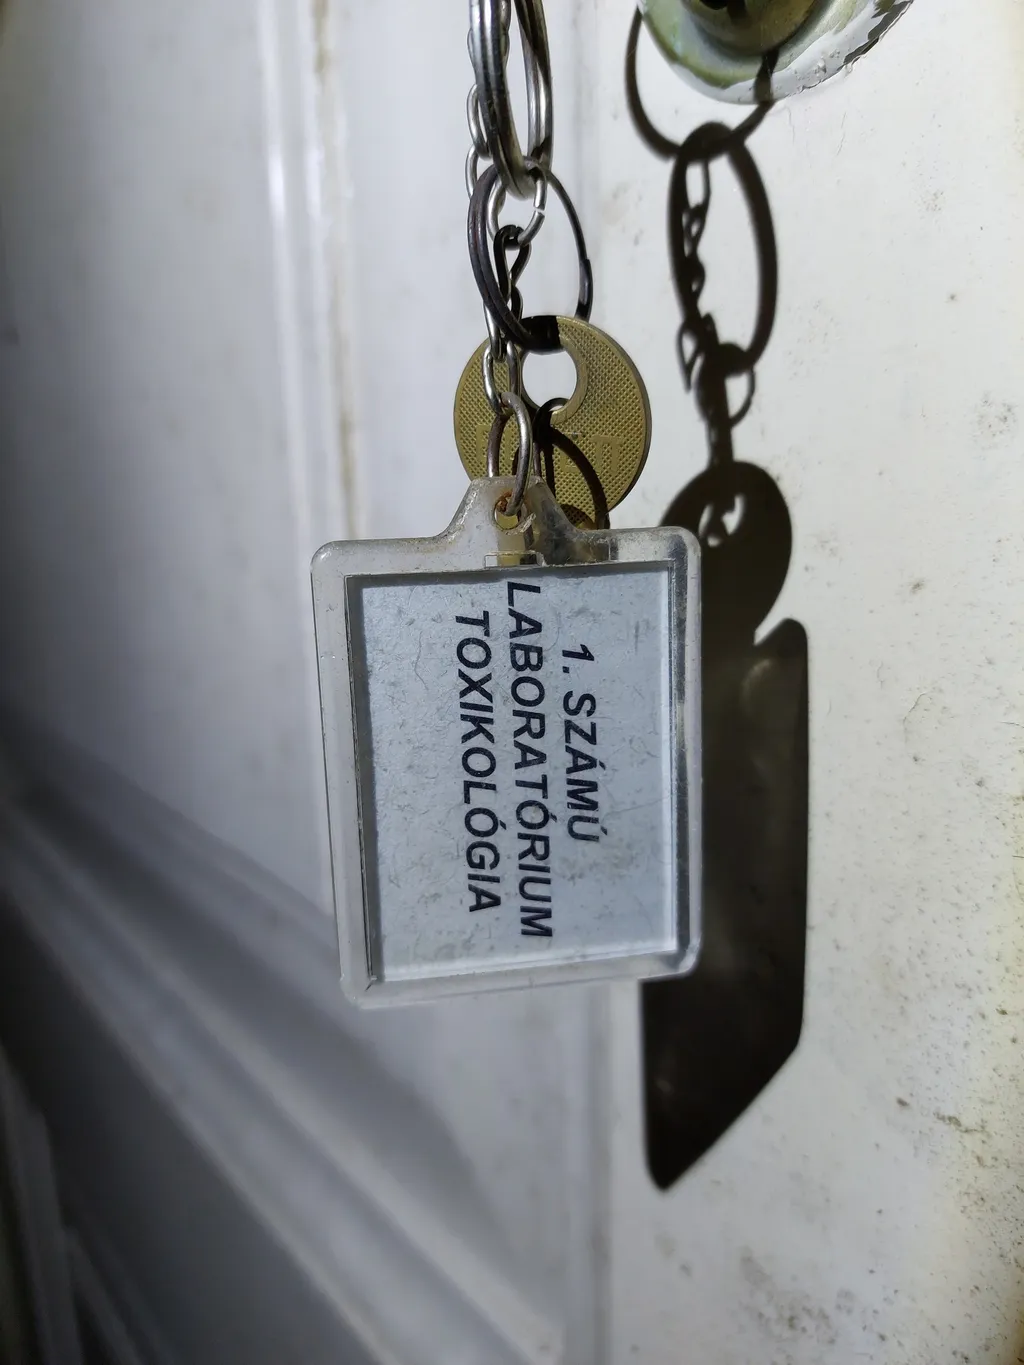 1. SZÁMÚ
LABORATÓRIUM
TOXIKOLÓGIA